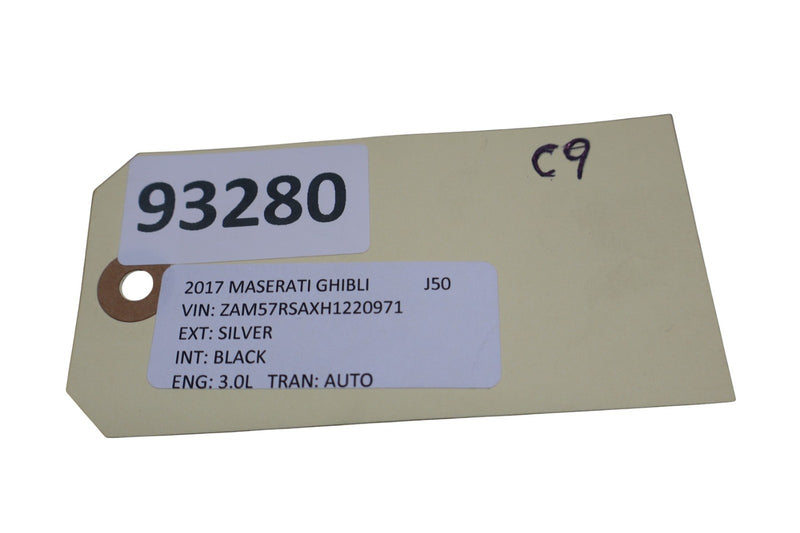 C9
93280
2017 MASERATI GHIBLI J50
VIN: ZAM57RSAXH1220971
EXT: SILVER
INT: BLACK
ENG: 3.0L TRAN: AUTO